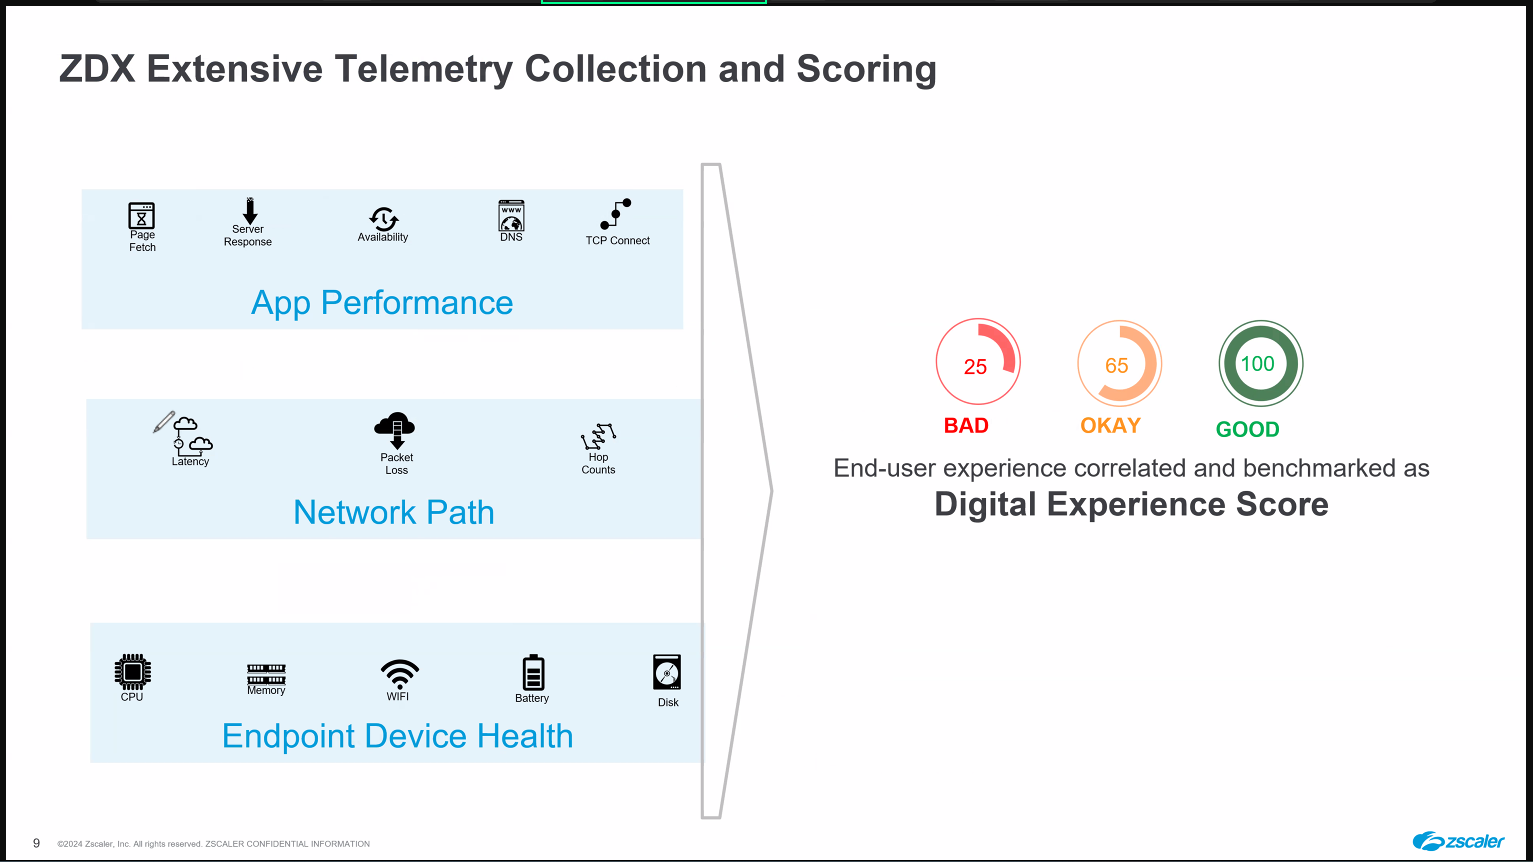 ZDX Extensive Telemetry Collection and Scoring
Page
Fetch
Server
Response
Availability
www
DNS
TCP Connect
App Performance
Latency
Packet
Loss
Hop
Counts
Network Path
CPU
Memory
WIFI
Battery
Disk
Endpoint Device Health
25
BAD
65
OKAY
100
GOOD
End-user experience correlated and benchmarked as
Digital Experience Score
9
©2024 Zscaler, Inc. All rights reserved. ZSCALER CONFIDENTIAL INFORMATION
zscaler